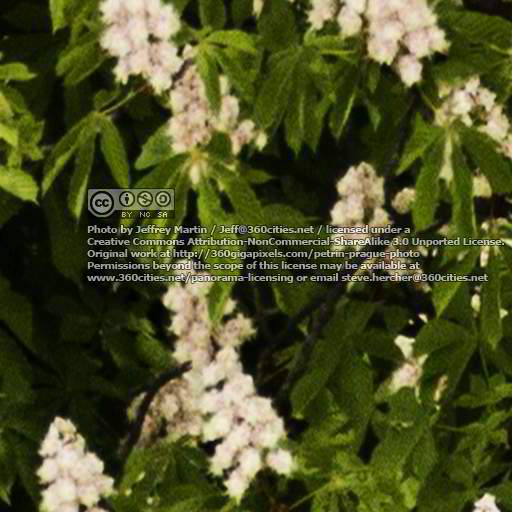 cc BY NC SA
Photo by Jeffrey Martin / Jeff@360cities.net / licensed under a
Creative Commons Attribution-NonCommercial-ShareAlike 3.0 Unported License.
Original work at http://360gigapixels.com/petrin-prague-photo
Permissions beyond the scope of this license may be available at
www.360cities.net/panorama-licensing or email steve.hercher@360cities.net